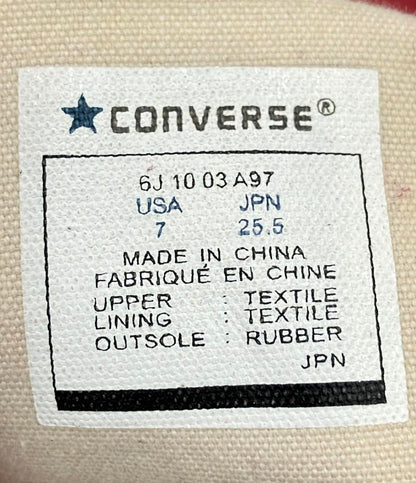 ★CONVERSE®
6J 10 03 A97
USA JPN
7 25.5
MADE IN CHINA
FABRIQUÉ EN CHINE
UPPER : TEXTILE
LINING : TEXTILE
OUTSOLE : RUBBER
JPN